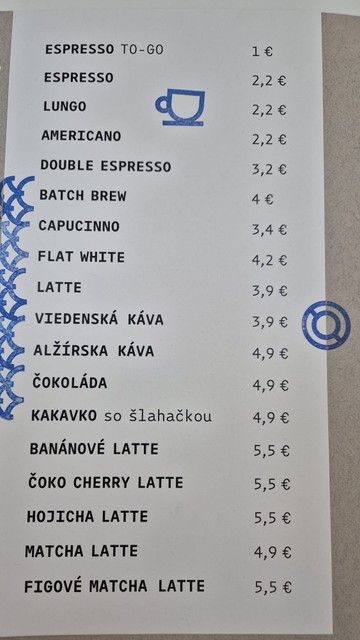 ESPRESSO TO-GO 1 €
ESPRESSO 2,2 €
LUNGO 2,2 €
AMERICANO 2,2 €
DOUBLE ESPRESSO 3,2 €
BATCH BREW 4 €
CAPUCINNO 3,4 €
FLAT WHITE 4,2 €
LATTE 3,9 €
VIEDENSKÁ KÁVA 3,9 €
ALŽÍRSKA KÁVA 4,9 €
ČOKOLÁDA 4,9 €
KAKAVKO so šlahačkou 4,9 €
BANÁNOVÉ LATTE 5,5 €
ČOKO CHERRY LATTE 5,5 €
HOJICHA LATTE 5,5 €
MATCHA LATTE 4,9 €
FIGOVÉ MATCHA LATTE 5,5 €